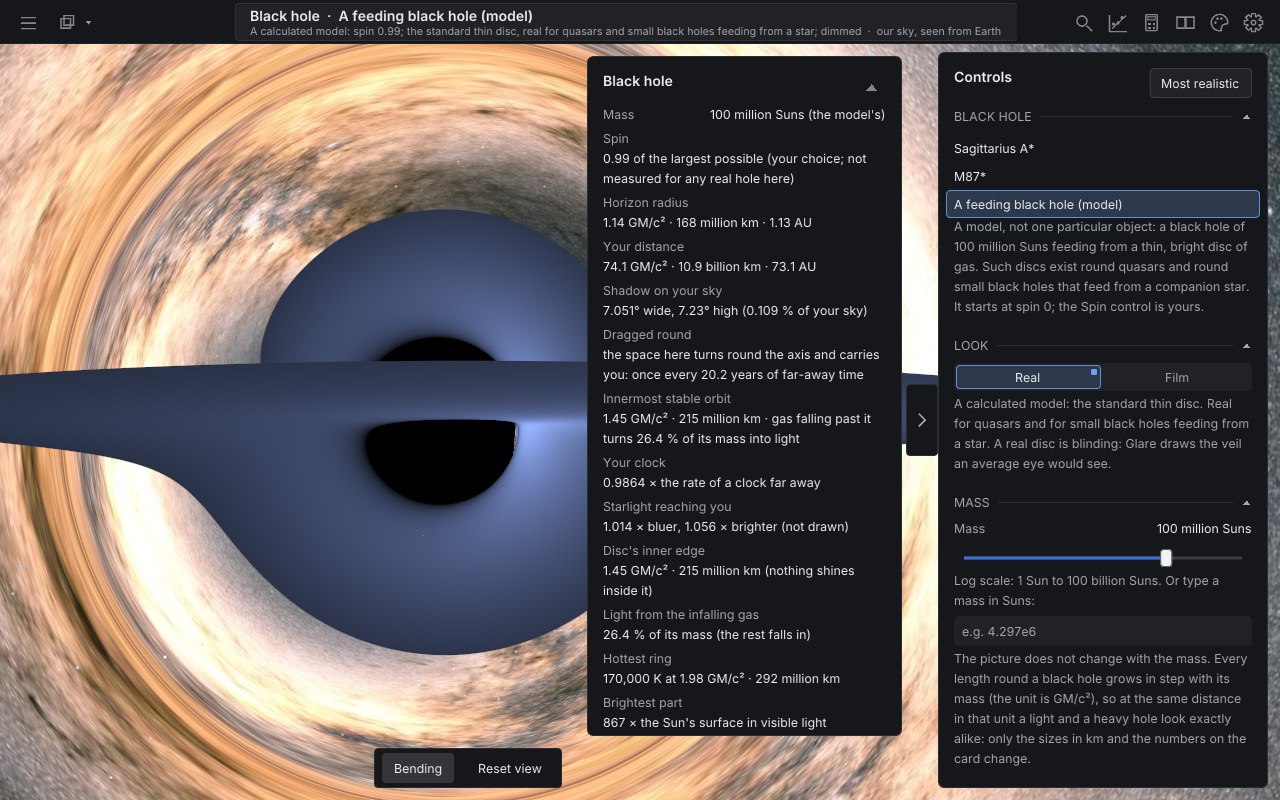 Black hole · A feeding black hole (model)
A calculated model: spin 0.99; the standard thin disc, real for quasars and small black holes feeding from a star; dimmed · our sky, seen from Earth
Black hole
Mass 100 million Suns (the model's)
Spin
0.99 of the largest possible (your choice; not
measured for any real hole here)
Horizon radius
1.14 GM/c² · 168 million km · 1.13 AU
Your distance
74.1 GM/c² · 10.9 billion km · 73.1 AU
Shadow on your sky
7.051° wide, 7.23° high (0.109 % of your sky)
Dragged round
the space here turns round the axis and carries
you: once every 20.2 years of far-away time
Innermost stable orbit
1.45 GM/c² · 215 million km · gas falling past it
turns 26.4 % of its mass into light
Your clock
0.9864 × the rate of a clock far away
Starlight reaching you
1.014 × bluer, 1.056 × brighter (not drawn)
Disc's inner edge
1.45 GM/c² · 215 million km (nothing shines
inside it)
Light from the infalling gas
26.4 % of its mass (the rest falls in)
Hottest ring
170,000 K at 1.98 GM/c² · 292 million km
Brightest part
867 × the Sun's surface in visible light
Bending
Reset view
Controls
Most realistic
BLACK HOLE
Sagittarius A*
M87*
A feeding black hole (model)
A model, not one particular object: a black hole of
100 million Suns feeding from a thin, bright disc of
gas. Such discs exist round quasars and round
small black holes that feed from a companion star.
It starts at spin 0; the Spin control is yours.
LOOK
Real
Film
A calculated model: the standard thin disc. Real
for quasars and for small black holes feeding from
a star. A real disc is blinding: Glare draws the veil
an average eye would see.
MASS
Mass 100 million Suns
Log scale: 1 Sun to 100 billion Suns. Or type a
mass in Suns:
e.g. 4.297e6
The picture does not change with the mass. Every
length round a black hole grows in step with its
mass (the unit is GM/c²), so at the same distance
in that unit a light and a heavy hole look exactly
alike: only the sizes in km and the numbers on the
card change.